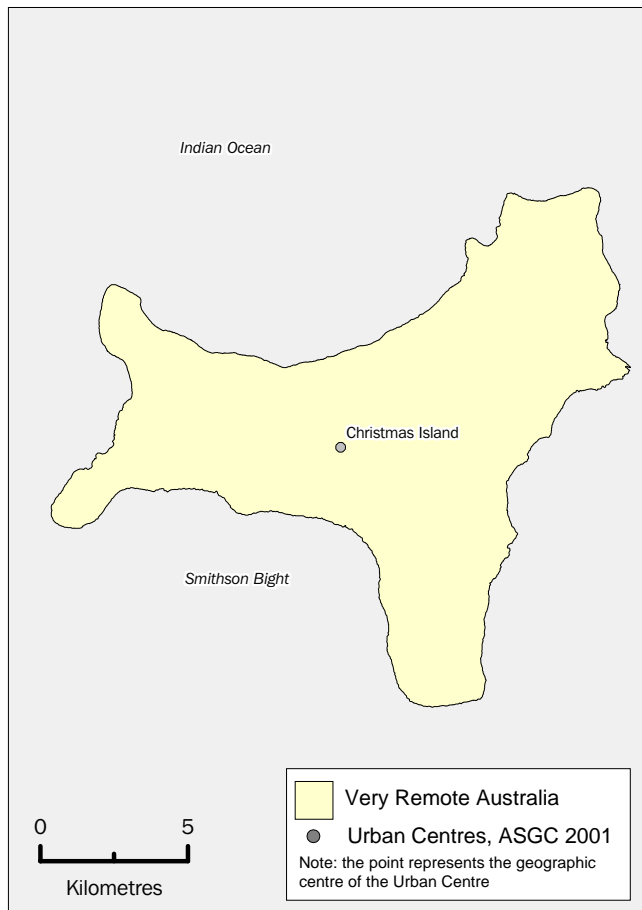 Indian Ocean
Christmas Island
Smithson Bight
0 5
Kilometres
Very Remote Australia
Urban Centres, ASGC 2001
Note: the point represents the geographic
centre of the Urban Centre